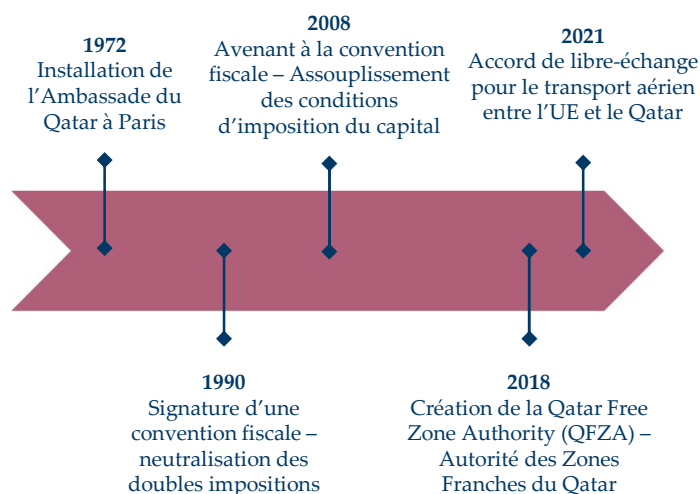 1972
Installation de
l’Ambassade du
Qatar à Paris
2008
Avenant à la convention
fiscale – Assouplissement
des conditions
d’imposition du capital
2021
Accord de libre-échange
pour le transport aérien
entre l’UE et le Qatar
1990
Signature d’une
convention fiscale –
neutralisation des
doubles impositions
2018
Création de la Qatar Free
Zone Authority (QFZA) –
Autorité des Zones
Franches du Qatar